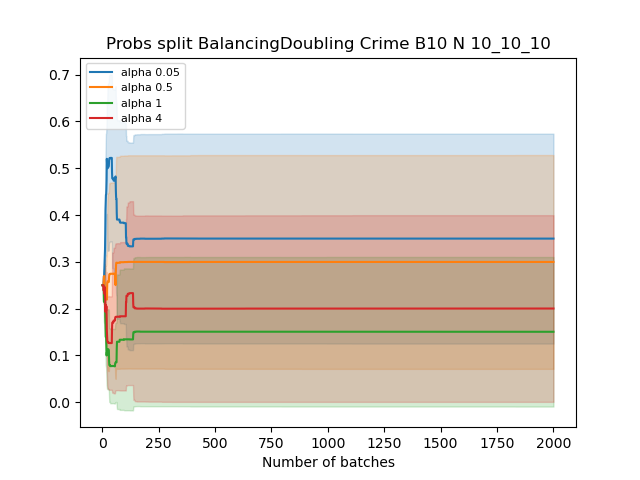 Probs split BalancingDoubling Crime B10 N 10_10_10
alpha 0.05
alpha 0.5
alpha 1
alpha 4
0.7
0.6
0.5
0.4
0.3
0.2
0.1
0.0
0 250 500 750 1000 1250 1500 1750 2000
Number of batches